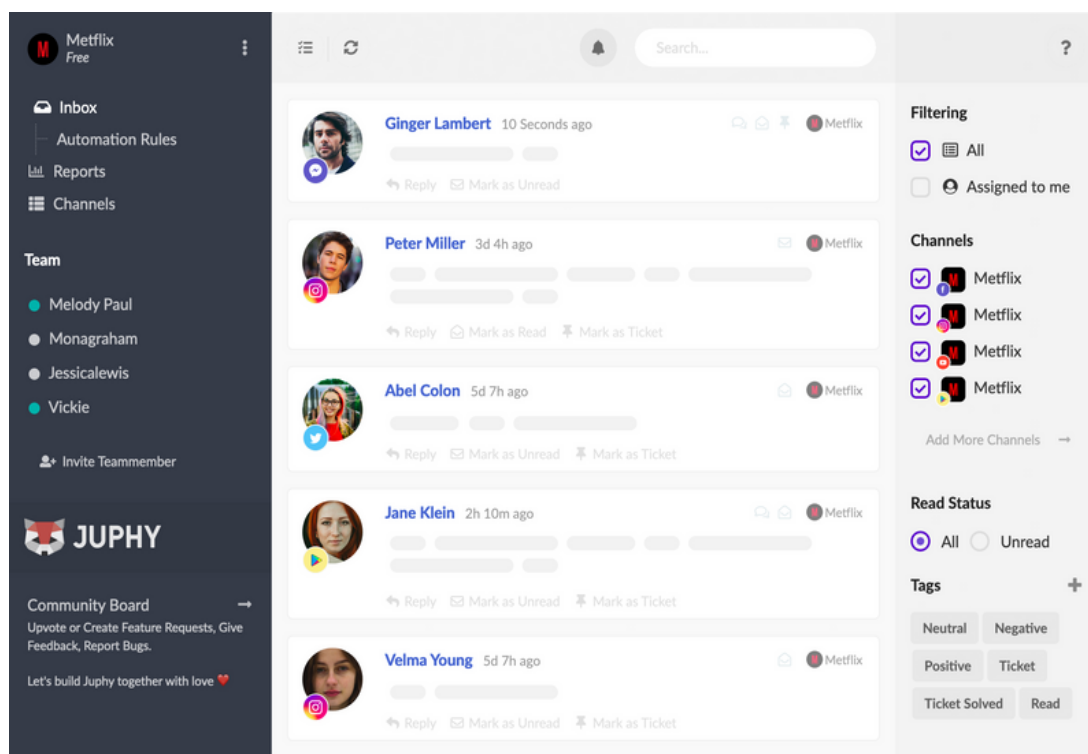 Metflix
Free
Inbox
Automation Rules
Reports
Channels
Team
Melody Paul
Monagraham
Jessicalewis
Vickie
Invite Teammember
JUPHY
Community Board
Upvote or Create Feature Requests, Give
Feedback, Report Bugs.
Let's build Juphy together with love
Search...
Ginger Lambert 10 Seconds ago
M Metflix
Reply Mark as Unread
Peter Miller 3d 4h ago
M Metflix
Reply Mark as Read Mark as Ticket
Abel Colon 5d 7h ago
M Metflix
Reply Mark as Unread Mark as Ticket
Jane Klein 2h 10m ago
M Metflix
Reply Mark as Unread Mark as Ticket
Velma Young 5d 7h ago
M Metflix
Reply Mark as Unread Mark as Ticket
?
Filtering
All
Assigned to me
Channels
M Metflix
M Metflix
M Metflix
M Metflix
Add More Channels
Read Status
All Unread
Tags
Neutral Negative
Positive Ticket
Ticket Solved Read